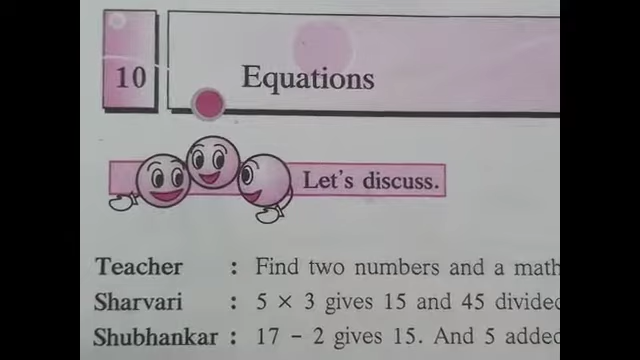 10
Equations
Let's discuss.
Teacher : Find two numbers and a math
Sharvari : 5 × 3 gives 15 and 45 divided
Shubhankar : 17 - 2 gives 15. And 5 added